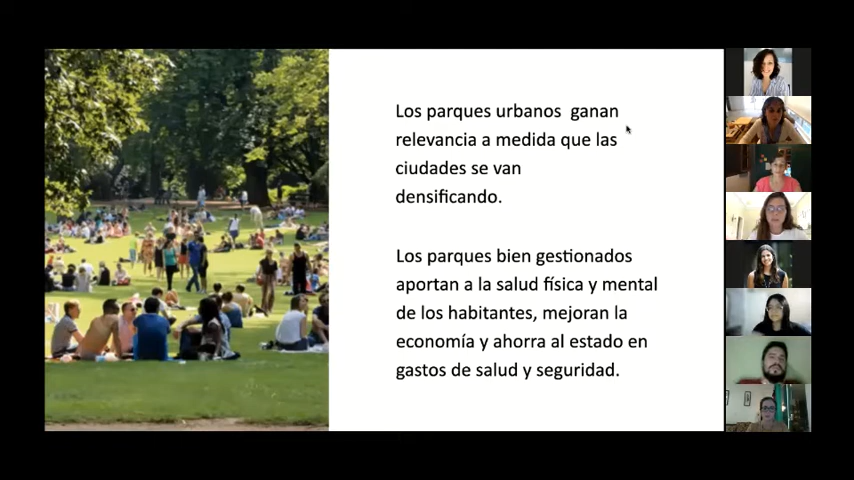 Los parques urbanos  ganan
relevancia a medida que las
ciudades se van
densificando.
Los parques bien gestionados
aportan a la salud física y mental
de los habitantes, mejoran la
economía y ahorra al estado en
gastos de salud y seguridad.